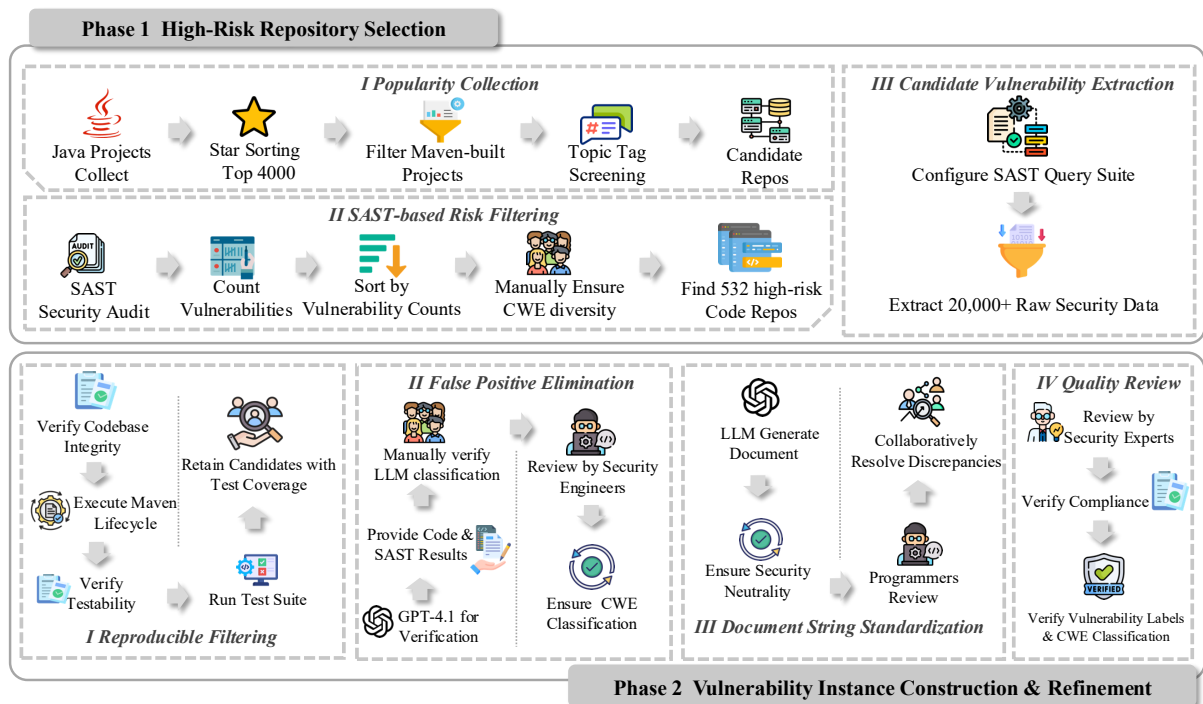 Phase 1  High-Risk Repository Selection
I Popularity Collection
Java Projects
Collect
Star Sorting
Top 4000
Filter Maven-built
Projects
Topic Tag
Screening
Candidate
Repos
II SAST-based Risk Filtering
AUDIT
SAST
Security Audit
Count
Vulnerabilities
Sort by
Vulnerability Counts
Manually Ensure
CWE diversity
Find 532 high-risk
Code Repos
III Candidate Vulnerability Extraction
Configure SAST Query Suite
Extract 20,000+ Raw Security Data
Verify Codebase
Integrity
Execute Maven
Lifecycle
Verify
Testability
Run Test Suite
Retain Candidates with
Test Coverage
I Reproducible Filtering
II False Positive Elimination
GPT-4.1 for
Verification
Provide Code &
SAST Results
Manually verify
LLM classification
Review by Security
Engineers
Ensure CWE
Classification
LLM Generate
Document
Ensure Security
Neutrality
Programmers
Review
Collaboratively
Resolve Discrepancies
III Document String Standardization
IV Quality Review
Review by
Security Experts
Verify Compliance
VERIFIED
Verify Vulnerability Labels
& CWE Classification
Phase 2  Vulnerability Instance Construction & Refinement